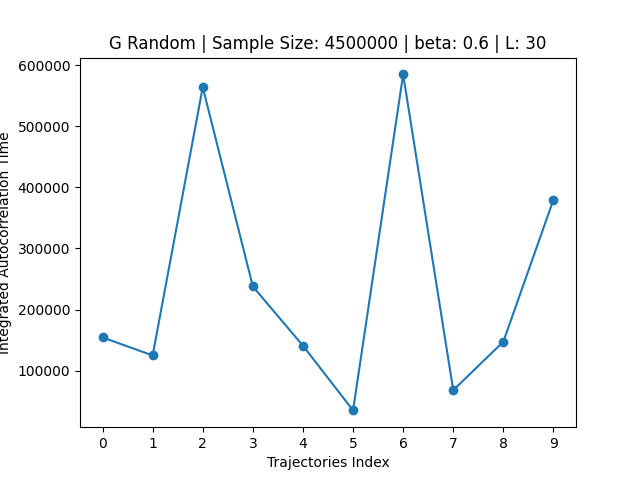 G Random | Sample Size: 4500000 | beta: 0.6 | L: 30
600000
500000
400000
300000
200000
100000
Integrated Autocorrelation Time
0 1 2 3 4 5 6 7 8 9
Trajectories Index